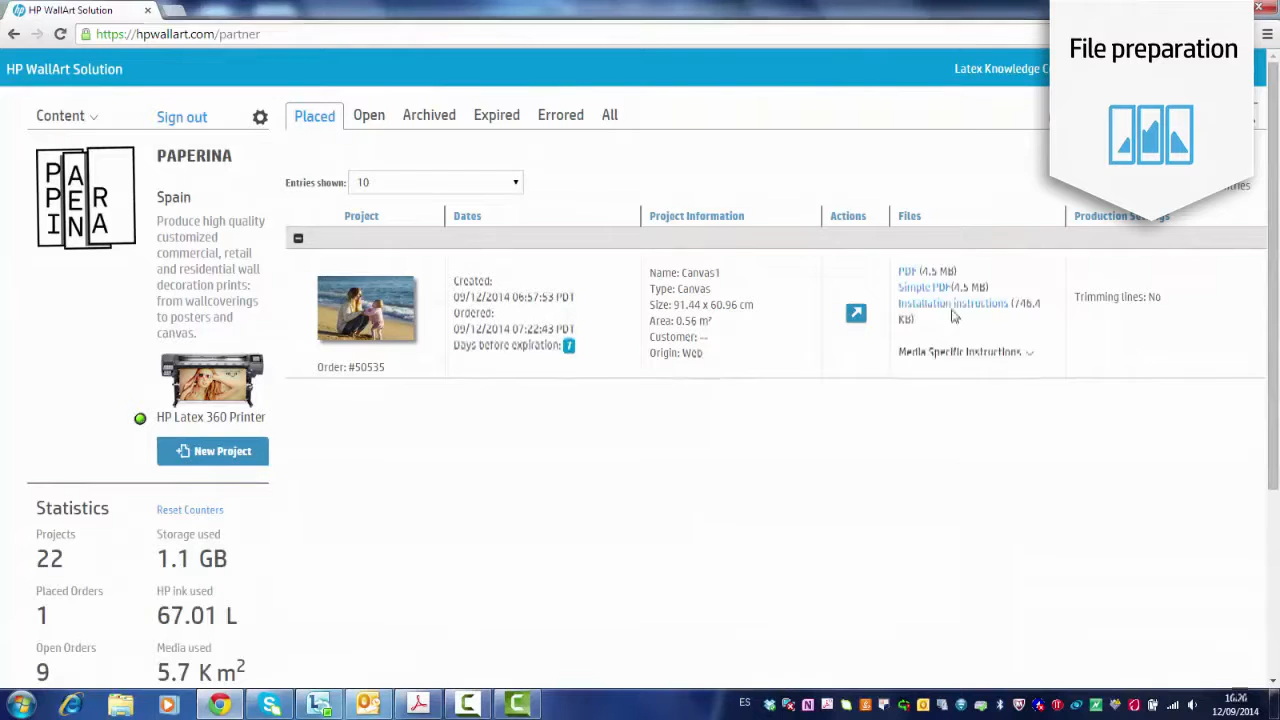 HP WallArt Solution
https://hpwallart.com/partner
File preparation
HP WallArt Solution
Latex Knowledge
Content
Sign out
Placed
Open
Archived
Expired
Errored
All
PAPERINA
PAPERINA
Spain
Produce high quality
customized
commercial, retail
and residential wall
decoration prints:
from wallcoverings
to posters and
canvas.
HP Latex 360 Printer
New Project
Entries shown:
10
Project
Dates
Project Information
Actions
Files
Production
Created:
09/12/2014 06:57:53 PDT
Ordered:
09/12/2014 07:22:43 PDT
Days before expiration: 7
Order: #50535
Name: Canvas1
Type: Canvas
Size: 91.44 x 60.96 cm
Area: 0.56 m²
Customer: --
Origin: Web
PDF (4.5 MB)
Simple PDF(4.5 MB)
Installation instructions (746.4
KB)
Media Specific Instructions
Trimming lines: No
Statistics
Reset Counters
Projects
22
Storage used
1.1 GB
Placed Orders
1
HP ink used
67.01 L
Open Orders
9
Media used
5.7 Km²
ES
16:26
12/09/2014